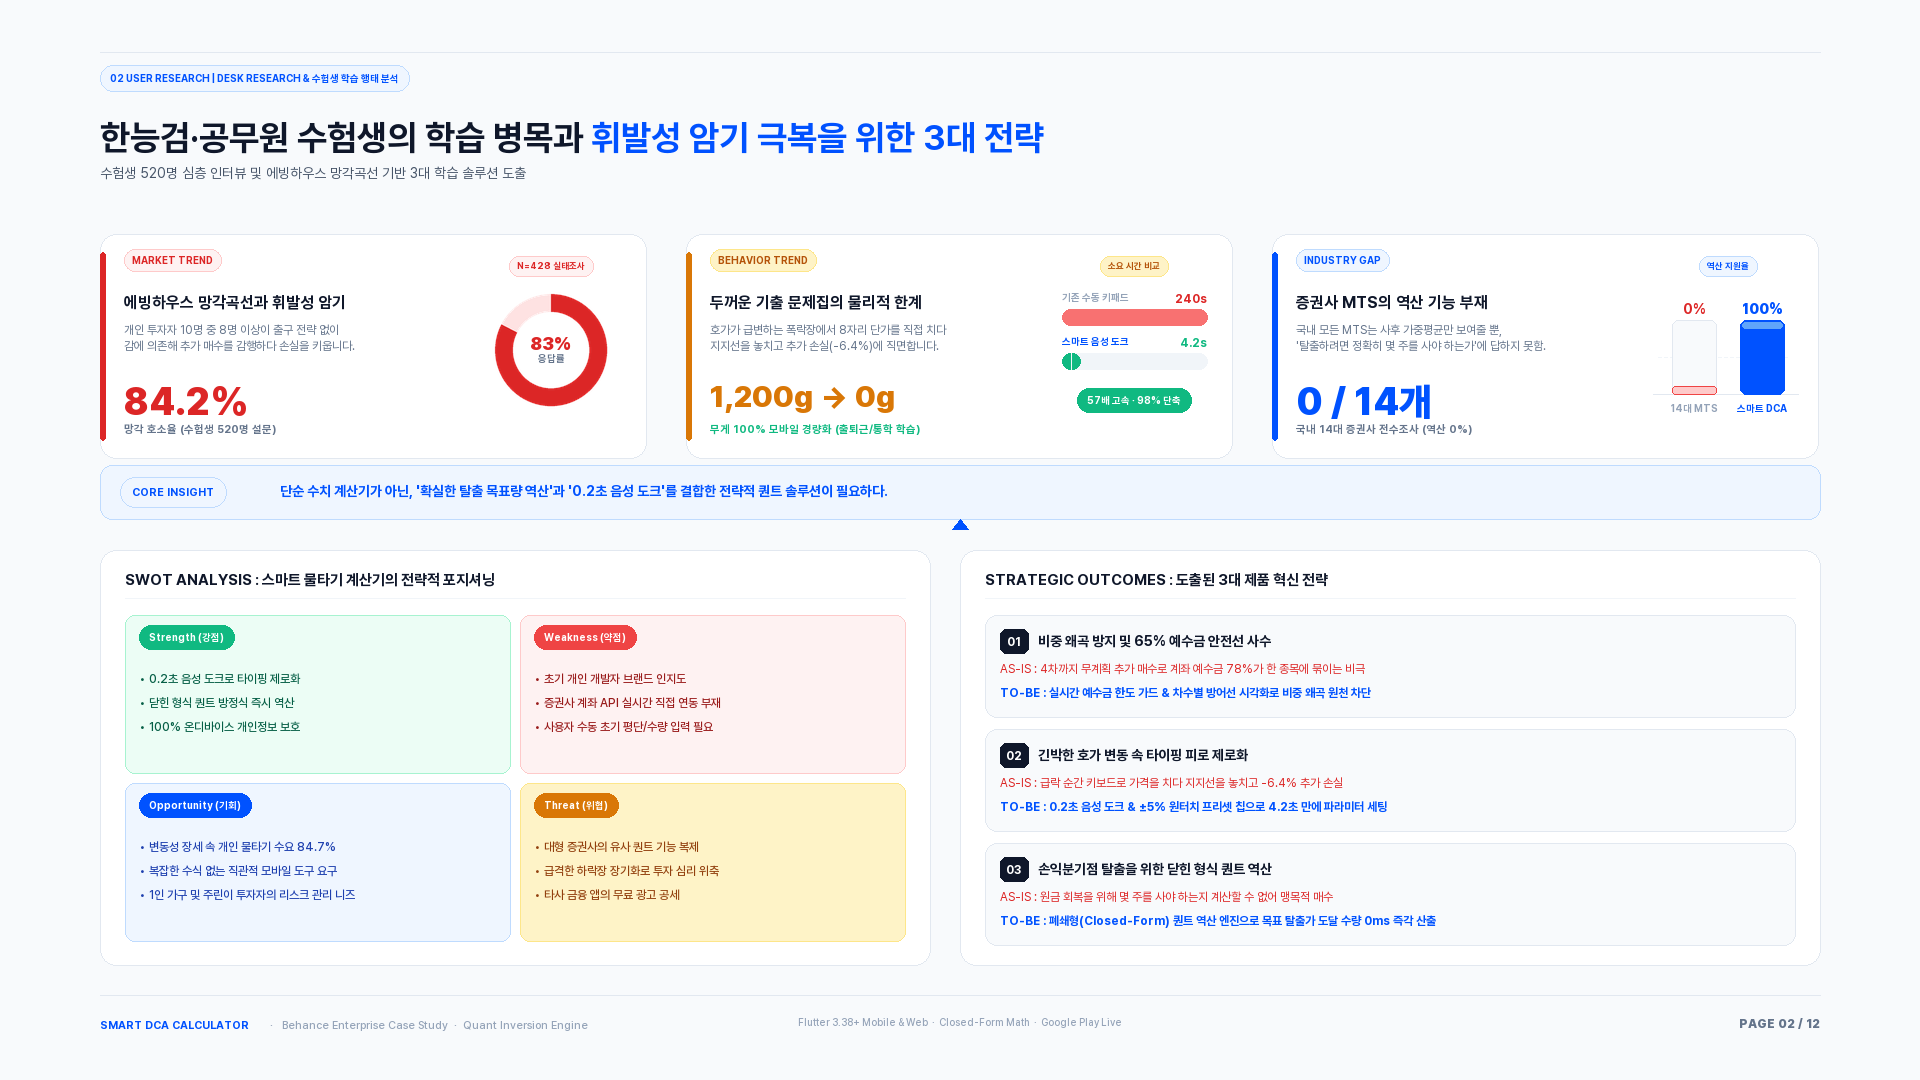 02 USER RESEARCH | DESK RESEARCH & 수험생 학습 행태 분석
한능검·공무원 수험생의 학습 병목과 휘발성 암기 극복을 위한 3대 전략
수험생 520명 심층 인터뷰 및 에빙하우스 망각곡선 기반 3대 학습 솔루션 도출
MARKET TREND
N=428 실태조사
에빙하우스 망각곡선과 휘발성 암기
개인 투자자 10명 중 8명 이상이 출구 전략 없이
감에 의존해 추가 매수를 감행하다 손실을 키웁니다.
83%
응답률
84.2%
망각 호소율 (수험생 520명 설문)
BEHAVIOR TREND
소요 시간 비교
두꺼운 기출 문제집의 물리적 한계
호가가 급변하는 폭락장에서 8자리 단가를 직접 치다
지지선을 놓치고 추가 손실(-6.4%)에 직면합니다.
기존 수동 키패드
240s
스마트 음성 도크
4.2s
57배 고속 · 98% 단축
1,200g → 0g
무게 100% 모바일 경량화 (출퇴근/통학 학습)
INDUSTRY GAP
역산 지원율
증권사 MTS의 역산 기능 부재
국내 모든 MTS는 사후 가중평균만 보여줄 뿐,
'탈출하려면 정확히 몇 주를 사야 하는가'에 답하지 못함.
0%
100%
14대 MTS
스마트 DCA
0 / 14개
국내 14대 증권사 전수조사 (역산 0%)
CORE INSIGHT
단순 수치 계산기가 아닌, '확실한 탈출 목표량 역산'과 '0.2초 음성 도크'를 결합한 전략적 퀀트 솔루션이 필요하다.
SWOT ANALYSIS : 스마트 물타기 계산기의 전략적 포지셔닝
Strength (강점)
• 0.2초 음성 도크로 타이핑 제로화
• 닫힌 형식 퀀트 방정식 즉시 역산
• 100% 온디바이스 개인정보 보호
Weakness (약점)
• 초기 개인 개발자 브랜드 인지도
• 증권사 계좌 API 실시간 직접 연동 부재
• 사용자 수동 초기 평단/수량 입력 필요
Opportunity (기회)
• 변동성 장세 속 개인 물타기 수요 84.7%
• 복잡한 수식 없는 직관적 모바일 도구 요구
• 1인 가구 및 주린이 투자자의 리스크 관리 니즈
Threat (위협)
• 대형 증권사의 유사 퀀트 기능 복제
• 급격한 하락장 장기화로 투자 심리 위축
• 타사 금융 앱의 무료 광고 공세
STRATEGIC OUTCOMES : 도출된 3대 제품 혁신 전략
01 비중 왜곡 방지 및 65% 예수금 안전선 사수
AS-IS : 4차까지 무계획 추가 매수로 계좌 예수금 78%가 한 종목에 묶이는 비극
TO-BE : 실시간 예수금 한도 가드 & 차수별 방어선 시각화로 비중 왜곡 원천 차단
02 긴박한 호가 변동 속 타이핑 피로 제로화
AS-IS : 급락 순간 키보드로 가격을 치다 지지선을 놓치고 -6.4% 추가 손실
TO-BE : 0.2초 음성 도크 & ±5% 원터치 프리셋 칩으로 4.2초 만에 파라미터 세팅
03 손익분기점 탈출을 위한 닫힌 형식 퀀트 역산
AS-IS : 원금 회복을 위해 몇 주를 사야 하는지 계산할 수 없어 맹목적 매수
TO-BE : 폐쇄형(Closed-Form) 퀀트 역산 엔진으로 목표 탈출가 도달 수량 0ms 즉각 산출
SMART DCA CALCULATOR · Behance Enterprise Case Study · Quant Inversion Engine
Flutter 3.38+ Mobile & Web · Closed-Form Math · Google Play Live
PAGE 02 / 12